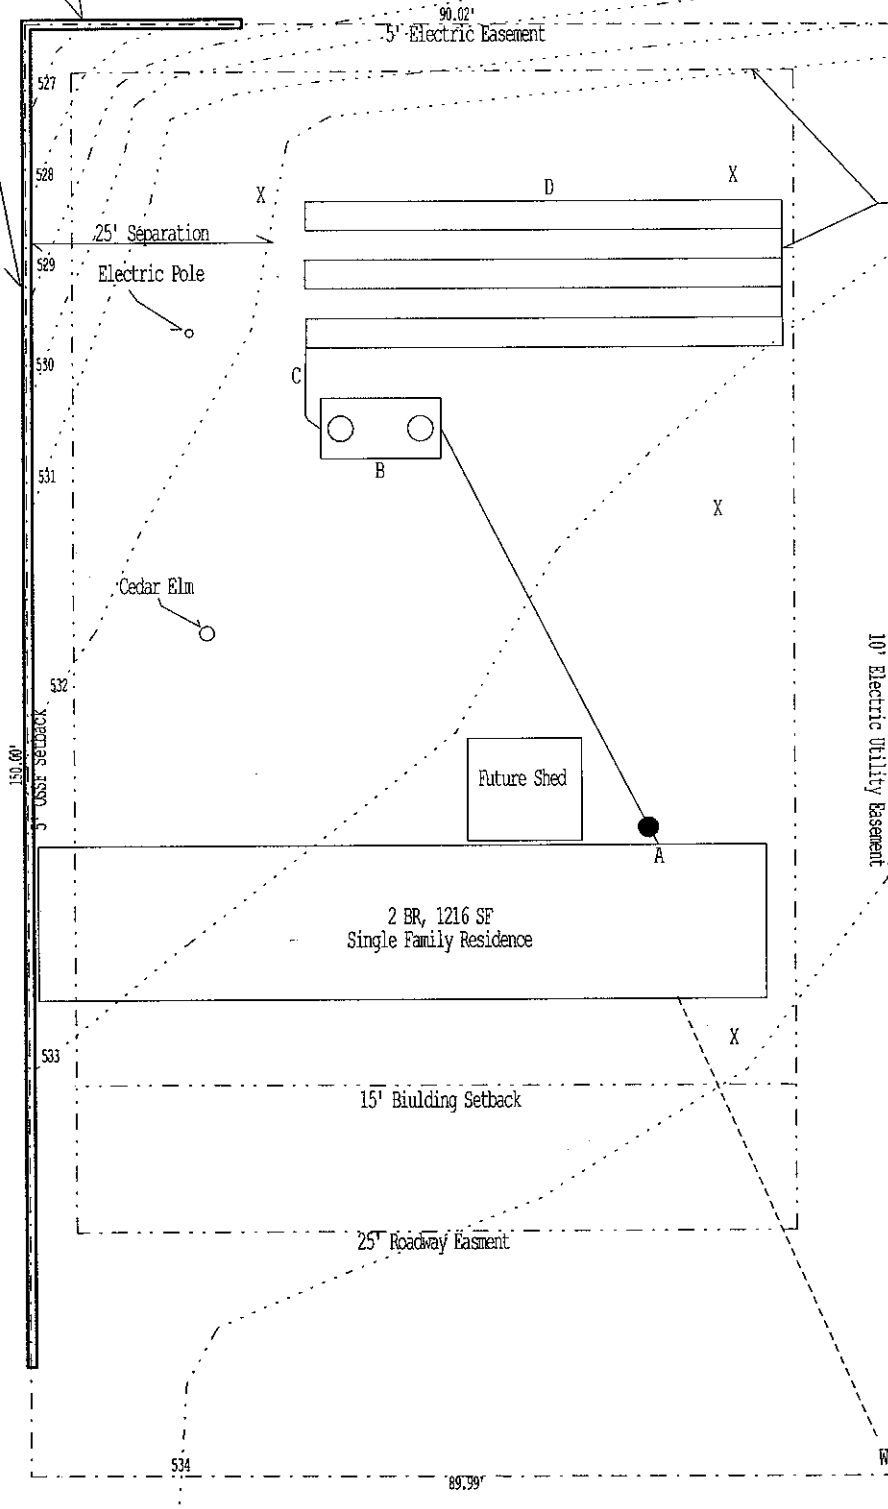 90.02'
5' Electric Easement
527
528
X
D
X
25' Separation
529
Electric Pole
530
C
B
531
X
Cedar Elm
10' Electric Utility Easement
532
5' OSSF Setback
150.00'
Future Shed
A
2 BR, 1216 SF
Single Family Residence
X
533
15' Biulding Setback
25' Roadway Easment
W
534
89.99'